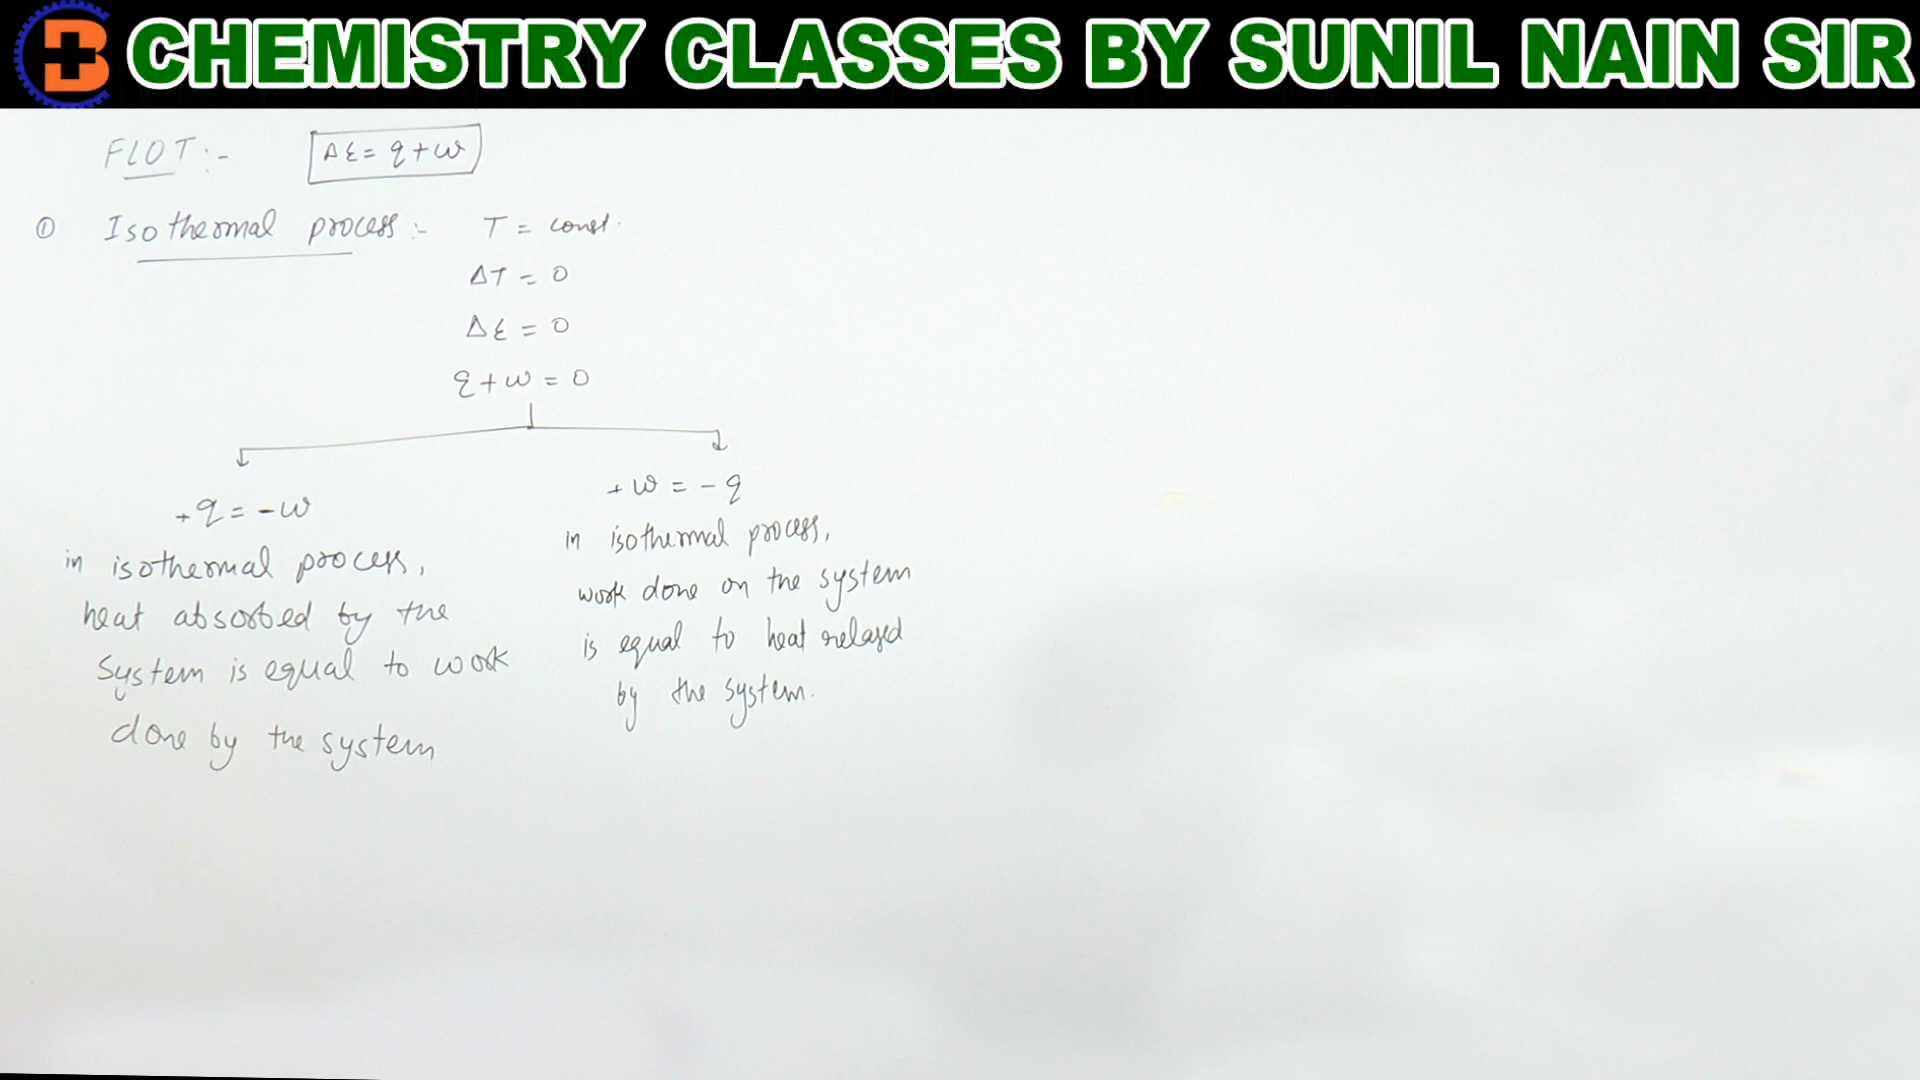 CHEMISTRY CLASSES BY SUNIL NAIN SIR
FLOT :- ΔE = q + w
① Isothermal process :- T = const.
ΔT = 0
ΔE = 0
q + w = 0
+q = -w
in isothermal process,
heat absorbed by the
system is equal to work
done by the system
+w = -q
in isothermal process,
work done on the system
is equal to heat relased
by the system.